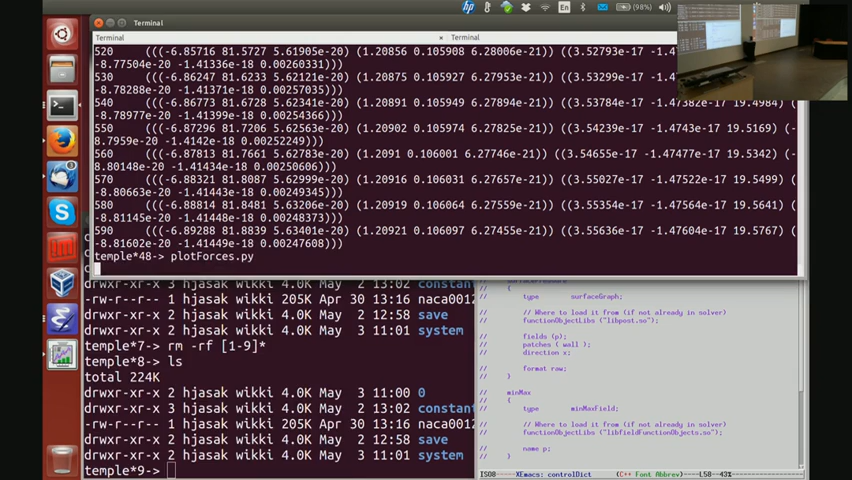 En
(98%)
Terminal
Terminal
Terminal
520 (((-6.85716 81.5727 5.61905e-20) (1.20856 0.105908 6.28006e-21)) ((3.52793e-17 -1.47
-8.77504e-20 -1.41336e-18 0.00260331)))
530 (((-6.86247 81.6233 5.62121e-20) (1.20875 0.105927 6.27953e-21)) ((3.53299e-17 -1.47
-8.78288e-20 -1.41372e-18 0.00257035)))
540 (((-6.86773 81.6728 5.62341e-20) (1.20891 0.105949 6.27894e-21)) ((3.53784e-17 -1.47382e-17 19.4984) (-
-8.78977e-20 -1.41399e-18 0.00254366)))
550 (((-6.87296 81.7206 5.62563e-20) (1.20902 0.105974 6.27825e-21)) ((3.54239e-17 -1.4743e-17 19.5169) (-
8.7959e-20 -1.4142e-18 0.00252249)))
560 (((-6.87813 81.7661 5.62783e-20) (1.2091 0.106001 6.27746e-21)) ((3.54655e-17 -1.47477e-17 19.5342) (-
8.80148e-20 -1.41434e-18 0.00250606)))
570 (((-6.88321 81.8087 5.62999e-20) (1.20916 0.106031 6.27657e-21)) ((3.55027e-17 -1.4752e-17 19.5499) (-
8.80663e-20 -1.41443e-18 0.00249345)))
580 (((-6.88814 81.8481 5.63206e-20) (1.20919 0.106064 6.27559e-21)) ((3.55354e-17 -1.47564e-17 19.5641) (-
8.81145e-20 -1.41448e-18 0.00248373)))
590 (((-6.89288 81.8839 5.63401e-20) (1.20921 0.106097 6.27455e-21)) ((3.55636e-17 -1.47604e-17 19.5767) (-
-8.81602e-20 -1.41449e-18 0.00247608)))
temple*48-> plotForces.py
drwxr-xr-x 3 hjasak wikki 4.0K May 2 13:02 constant
-rw-r--r-- 1 hjasak wikki 205K Apr 30 13:16 naca0012
drwxr-xr-x 2 hjasak wikki 4.0K May 2 12:58 save
drwxr-xr-x 2 hjasak wikki 4.0K May 3 11:01 system
temple*7-> rm -rf [1-9]*
temple*8-> ls
total 224K
drwxr-xr-x 2 hjasak wikki 4.0K May 3 11:00 0
drwxr-xr-x 3 hjasak wikki 4.0K May 2 13:02 constant
-rw-r--r-- 1 hjasak wikki 205K Apr 30 13:16 naca0012
drwxr-xr-x 2 hjasak wikki 4.0K May 2 12:58 save
drwxr-xr-x 2 hjasak wikki 4.0K May 3 11:01 system
temple*9->
// {
// type surfaceGraph;
// // Where to load it from (if not already in solver)
// functionObjectLibs ("libpost.so");
// fields (p);
// patches ( wall );
// direction x;
// format raw;
// }
// minMax
// {
// type minMaxField;
// // Where to load it from (if not already in solver)
// functionObjectLibs ("libfieldFunctionObjects.so");
// name p;
// }
ISO8 XEmacs: controlDict (C++ Font Abbrev) L58 43%